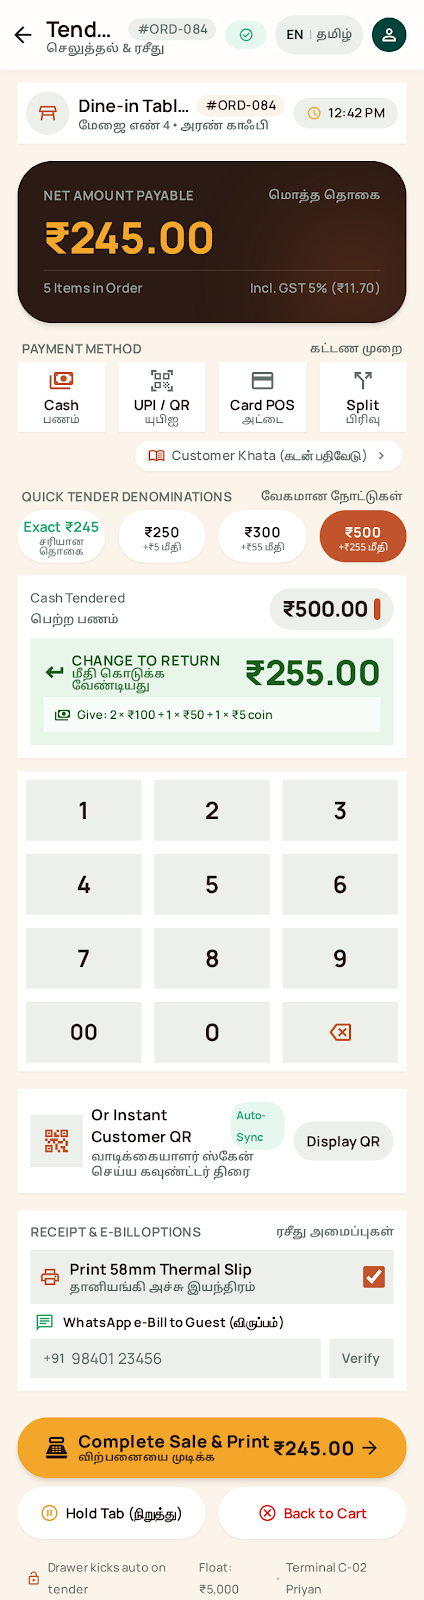 Tend... #ORD-084 EN | தமிழ்
செலுத்தல் & ரசீது
Dine-in Tabl... #ORD-084 12:42 PM
மேஜை எண் 4 • அரண் காஃபி
NET AMOUNT PAYABLE மொத்த தொகை
₹245.00
5 Items in Order Incl. GST 5% (₹11.70)
PAYMENT METHOD கட்டண முறை
Cash UPI / QR Card POS Split
பணம் யுபிஐ அட்டை பிரிவு
Customer Khata (கடன் பதிவேடு)
QUICK TENDER DENOMINATIONS வேகமான நோட்டுகள்
Exact ₹245 ₹250 ₹300 ₹500
சரியான தொகை +₹5 மீதி +₹55 மீதி +₹255 மீதி
Cash Tendered ₹500.00
பெற்ற பணம்
CHANGE TO RETURN ₹255.00
மீதி கொடுக்க
வேண்டியது
Give: 2 × ₹100 + 1 × ₹50 + 1 × ₹5 coin
1 2 3
4 5 6
7 8 9
00 0
Or Instant Auto-
Customer QR Sync Display QR
வாடிக்கையாளர் ஸ்கேன்
செய்ய கவுண்ட்டர் திரை
RECEIPT & E-BILL OPTIONS ரசீது அமைப்புகள்
Print 58mm Thermal Slip
தானியங்கி அச்சு இயந்திரம்
WhatsApp e-Bill to Guest (விருப்பம்)
+91 98401 23456 Verify
Complete Sale & Print ₹245.00
விற்பனையை முடிக்க
Hold Tab (நிறுத்து) Back to Cart
Drawer kicks auto on Float: • Terminal C-02
tender ₹5,000 Priyan